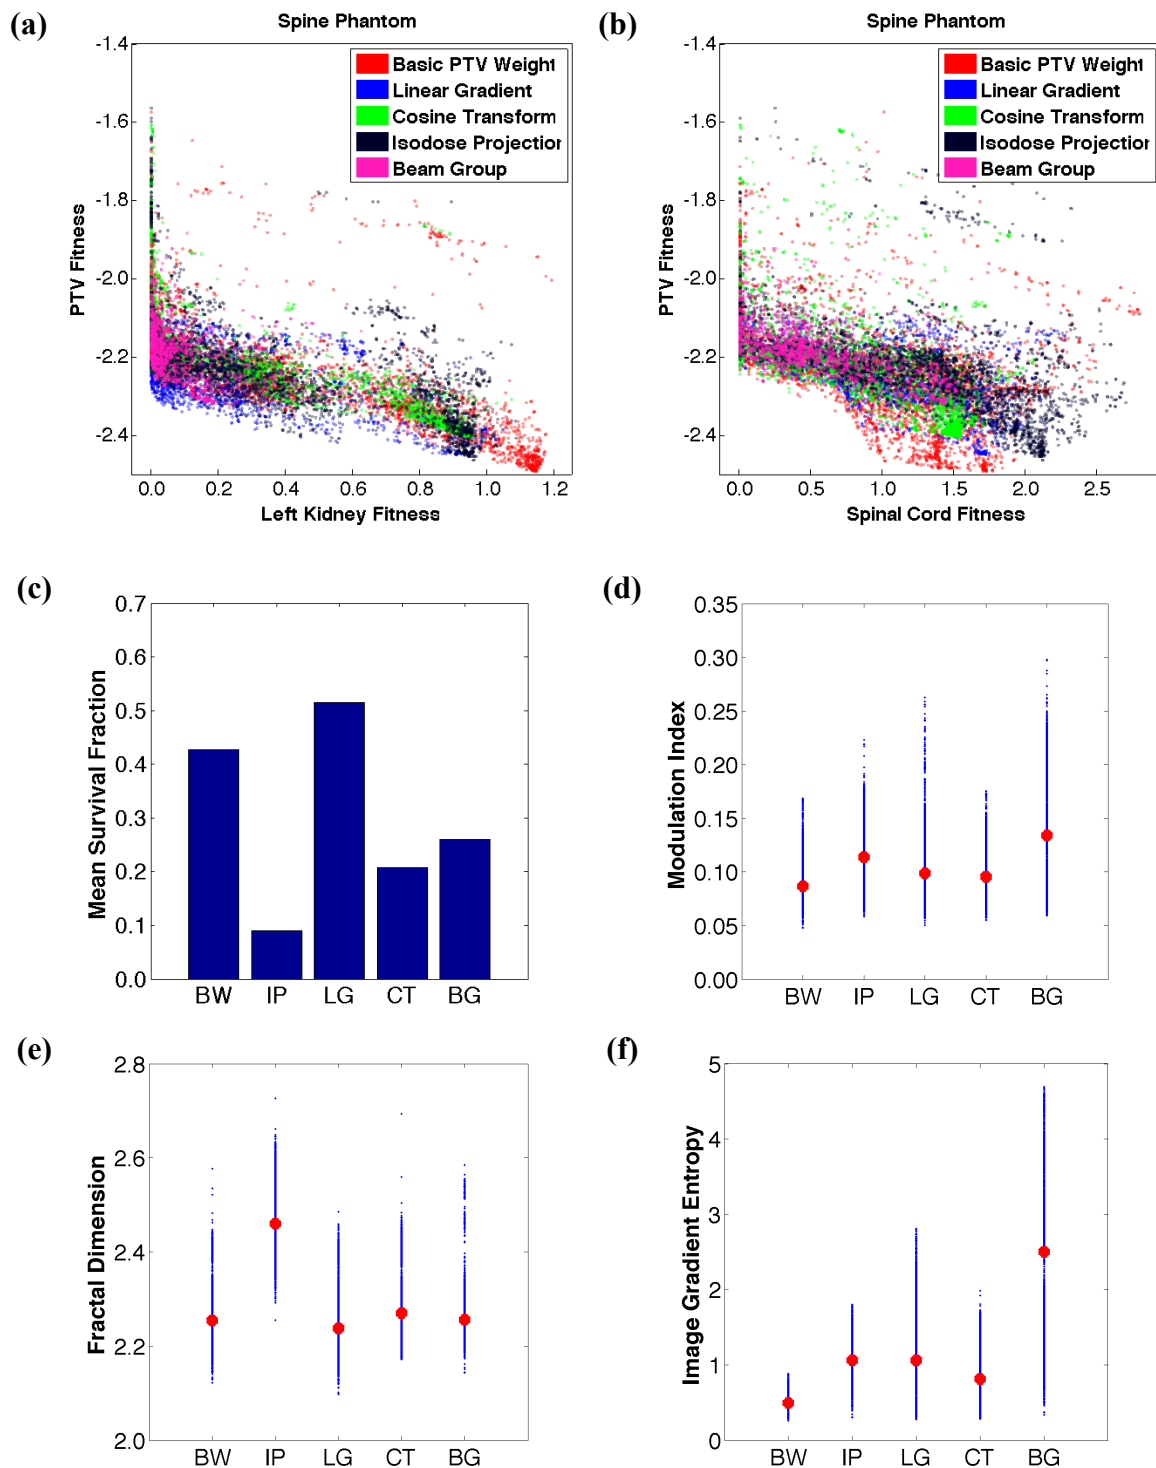 (a)
Spine Phantom
-1.4
-1.6
-1.8
-2.0
-2.2
-2.4
PTV Fitness
Basic PTV Weight
Linear Gradient
Cosine Transform
Isodose Projection
Beam Group
0.0 0.2 0.4 0.6 0.8 1.0 1.2
Left Kidney Fitness
(b)
Spine Phantom
-1.4
-1.6
-1.8
-2.0
-2.2
-2.4
PTV Fitness
Basic PTV Weight
Linear Gradient
Cosine Transform
Isodose Projection
Beam Group
0.0 0.5 1.0 1.5 2.0 2.5
Spinal Cord Fitness
(c)
0.7
0.6
0.5
0.4
0.3
0.2
0.1
0.0
Mean Survival Fraction
BW IP LG CT BG
(d)
0.35
0.30
0.25
0.20
0.15
0.10
0.05
0.00
Modulation Index
BW IP LG CT BG
(e)
2.8
2.6
2.4
2.2
2.0
Fractal Dimension
BW IP LG CT BG
(f)
5
4
3
2
1
0
Image Gradient Entropy
BW IP LG CT BG